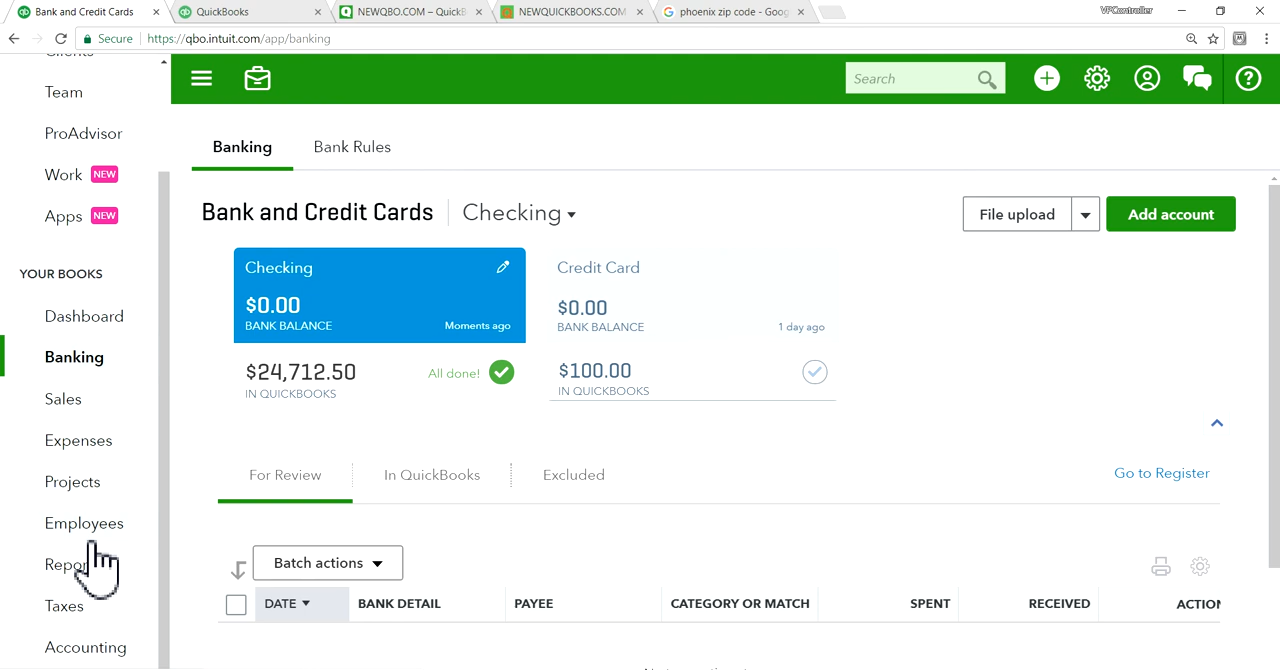 Bank and Credit Cards
QuickBooks
NEWQBO.COM – QuickB
NEWQUICKBOOKS.COM
phoenix zip code - Goog
VPController
Secure
https://qbo.intuit.com/app/banking
Clients
Team
ProAdvisor
Work NEW
Apps NEW
YOUR BOOKS
Dashboard
Banking
Sales
Expenses
Projects
Employees
Repor
Taxes
Accounting
Search
Banking
Bank Rules
Bank and Credit Cards
Checking
File upload
Add account
Checking
$0.00
BANK BALANCE
Moments ago
$24,712.50
IN QUICKBOOKS
All done!
Credit Card
$0.00
BANK BALANCE
1 day ago
$100.00
IN QUICKBOOKS
For Review
In QuickBooks
Excluded
Go to Register
Batch actions
DATE
BANK DETAIL
PAYEE
CATEGORY OR MATCH
SPENT
RECEIVED
ACTION